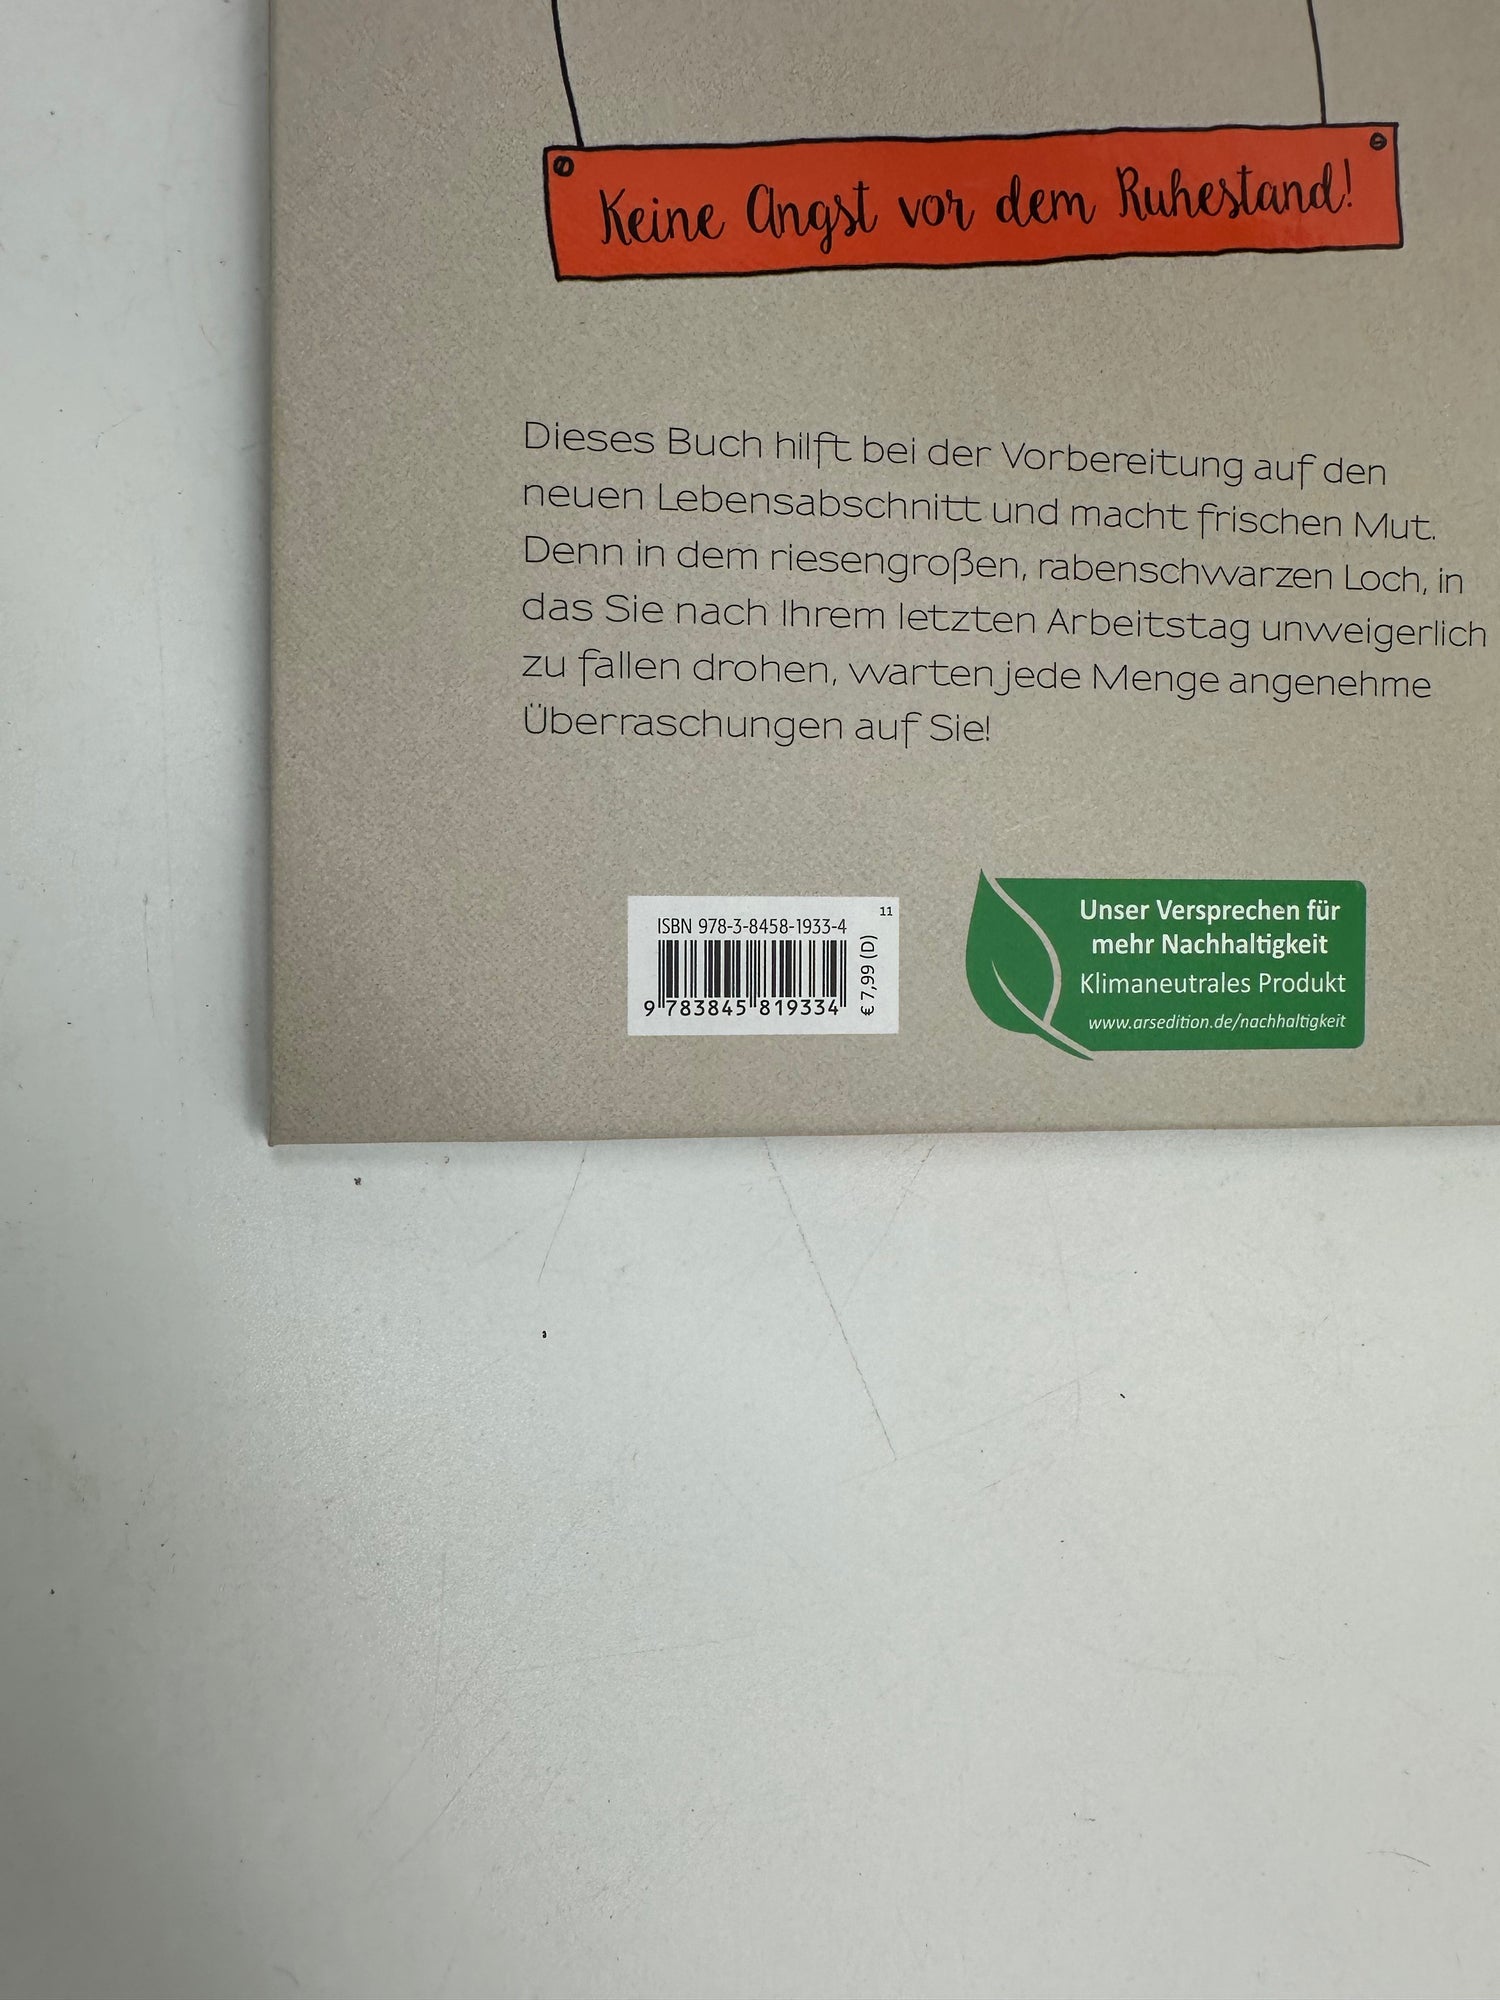 Keine Angst vor dem Ruhestand!
Dieses Buch hilft bei der Vorbereitung auf den
neuen Lebensabschnitt und macht frischen Mut.
Denn in dem riesengroßen, rabenschwarzen Loch, in
das Sie nach Ihrem letzten Arbeitstag unweigerlich
zu fallen drohen, warten jede Menge angenehme
Überraschungen auf Sie!
11
ISBN 978-3-8458-1933-4
9 783845 819334
€ 7,99 (D)
Unser Versprechen für
mehr Nachhaltigkeit
Klimaneutrales Produkt
www.arsedition.de/nachhaltigkeit